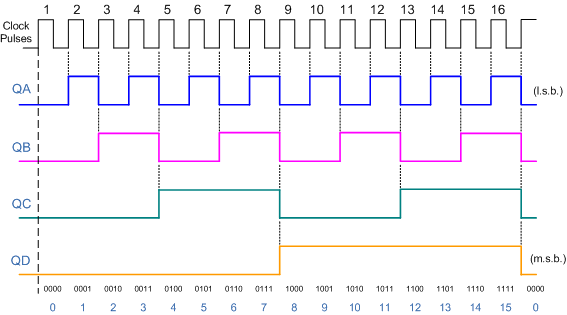 1 2 3 4 5 6 7 8 9 10 11 12 13 14 15 16
Clock
Pulses
QA (l.s.b.)
QB
QC
QD (m.s.b.)
0000 0001 0010 0011 0100 0101 0110 0111 1000 1001 1010 1011 1100 1101 1110 1111 0000
0 1 2 3 4 5 6 7 8 9 10 11 12 13 14 15 0